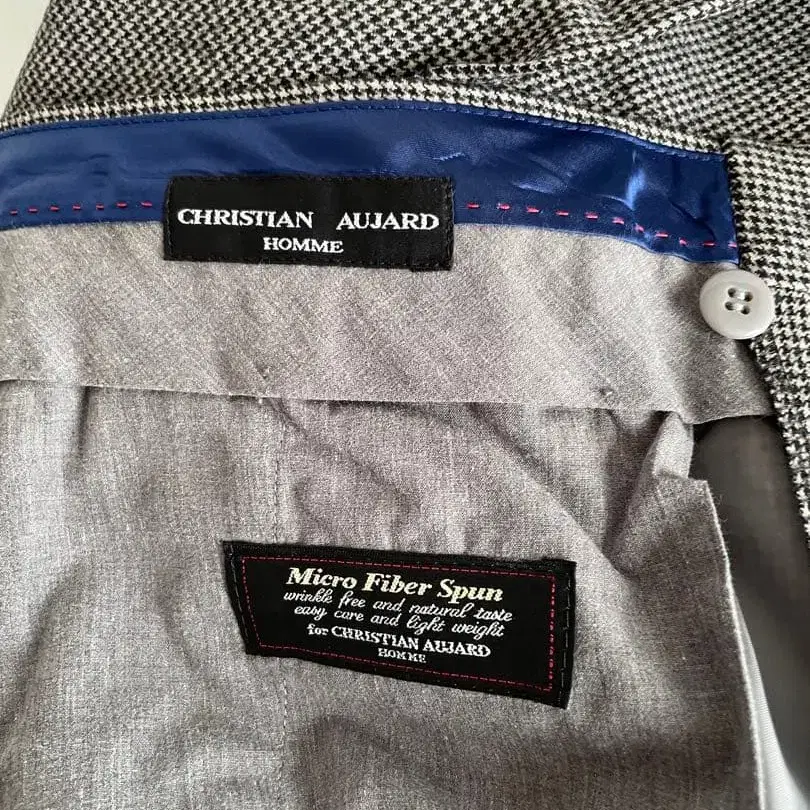 CHRISTIAN AUJARD
HOMME
Micro Fiber Spun
wrinkle free and natural taste
easy care and light weight
for CHRISTIAN AUJARD
HOMME